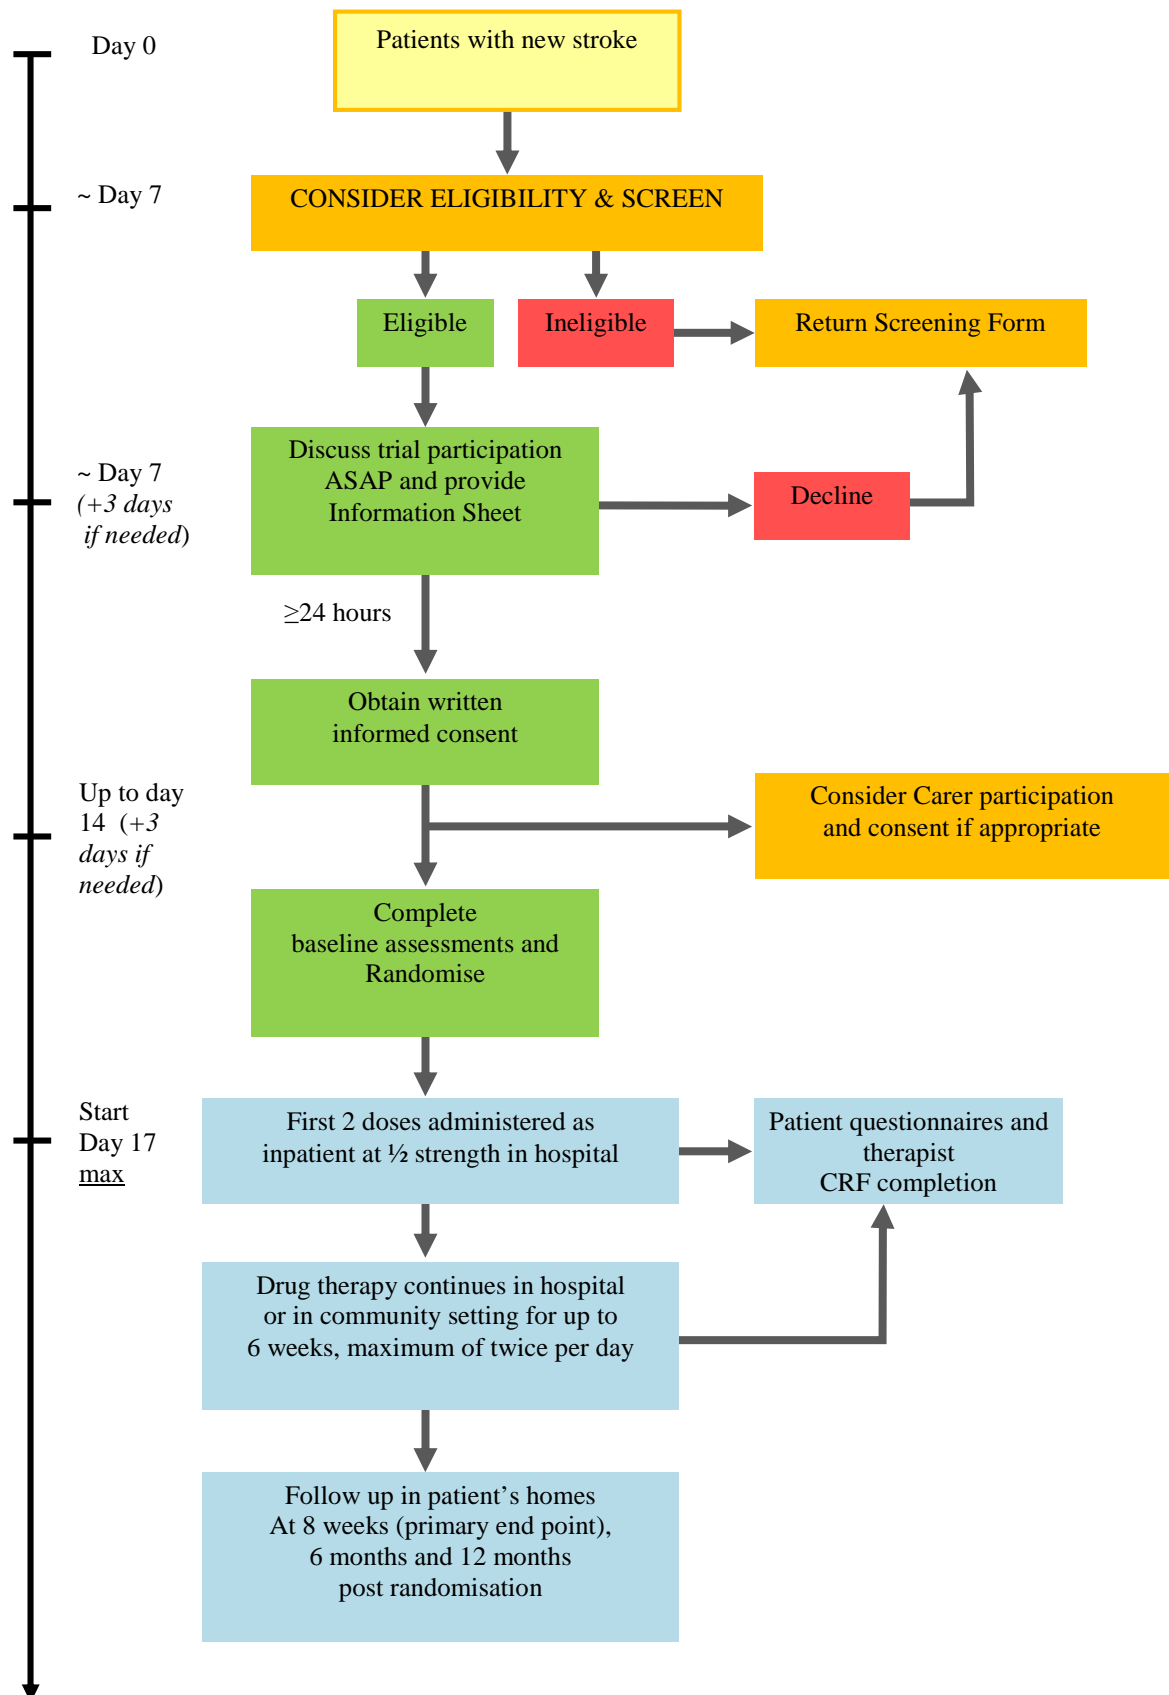 Day 0
Patients with new stroke
~ Day 7
CONSIDER ELIGIBILITY & SCREEN
Eligible
Ineligible
Return Screening Form
~ Day 7
(+3 days
if needed)
Discuss trial participation
ASAP and provide
Information Sheet
Decline
≥24 hours
Obtain written
informed consent
Up to day
14 (+3
days if
needed)
Consider Carer participation
and consent if appropriate
Complete
baseline assessments and
Randomise
Start
Day 17
max
First 2 doses administered as
inpatient at ½ strength in hospital
Patient questionnaires and
therapist
CRF completion
Drug therapy continues in hospital
or in community setting for up to
6 weeks, maximum of twice per day
Follow up in patient’s homes
At 8 weeks (primary end point),
6 months and 12 months
post randomisation